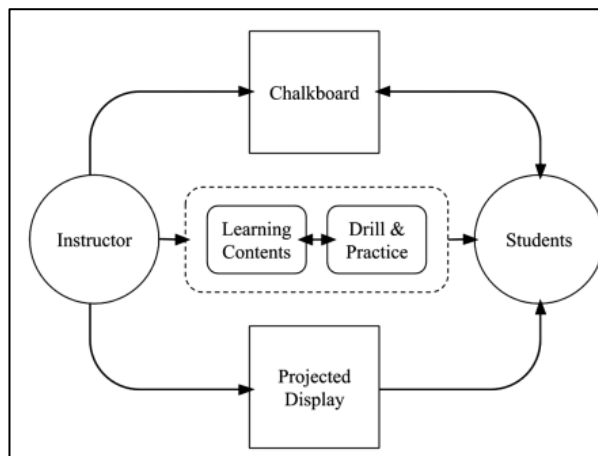 Chalkboard
Instructor
Learning
Contents
Drill &
Practice
Students
Projected
Display